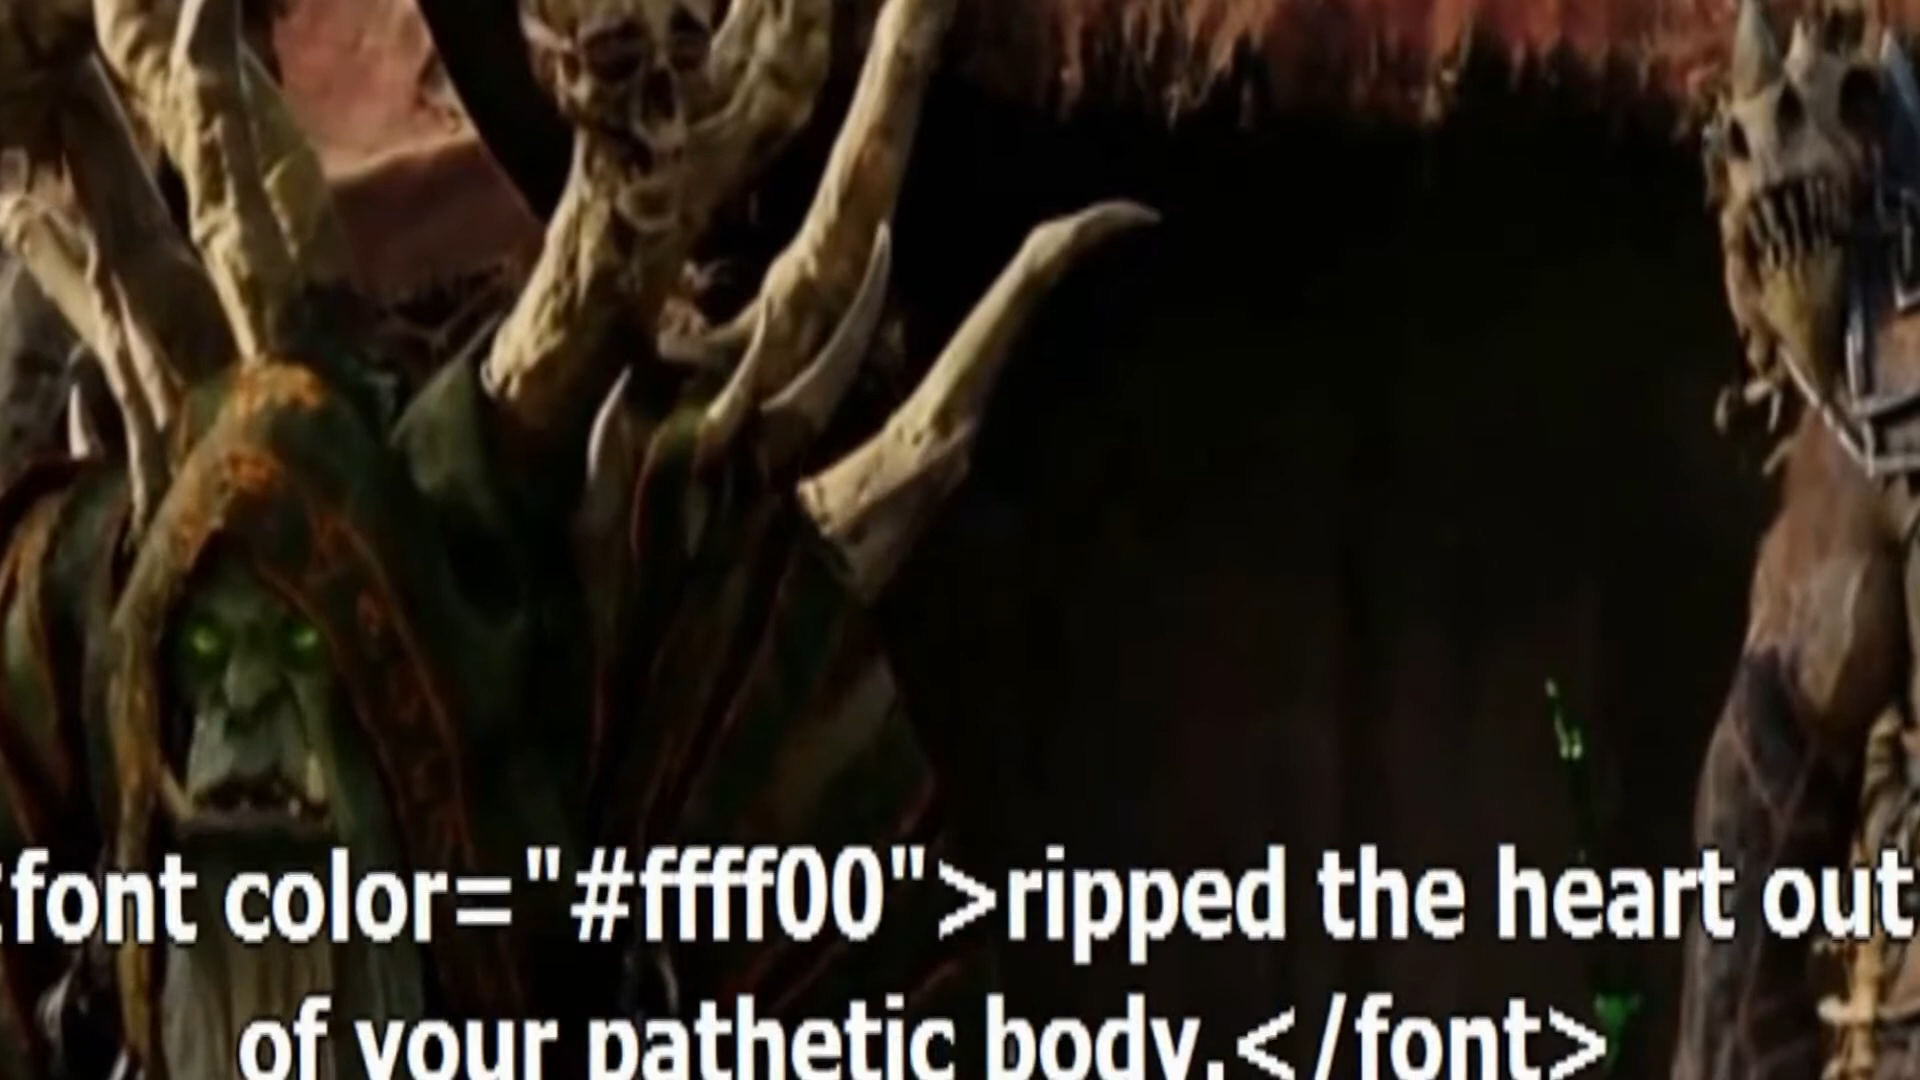 <font color="#ffff00">ripped the heart out
of your pathetic body.</font>